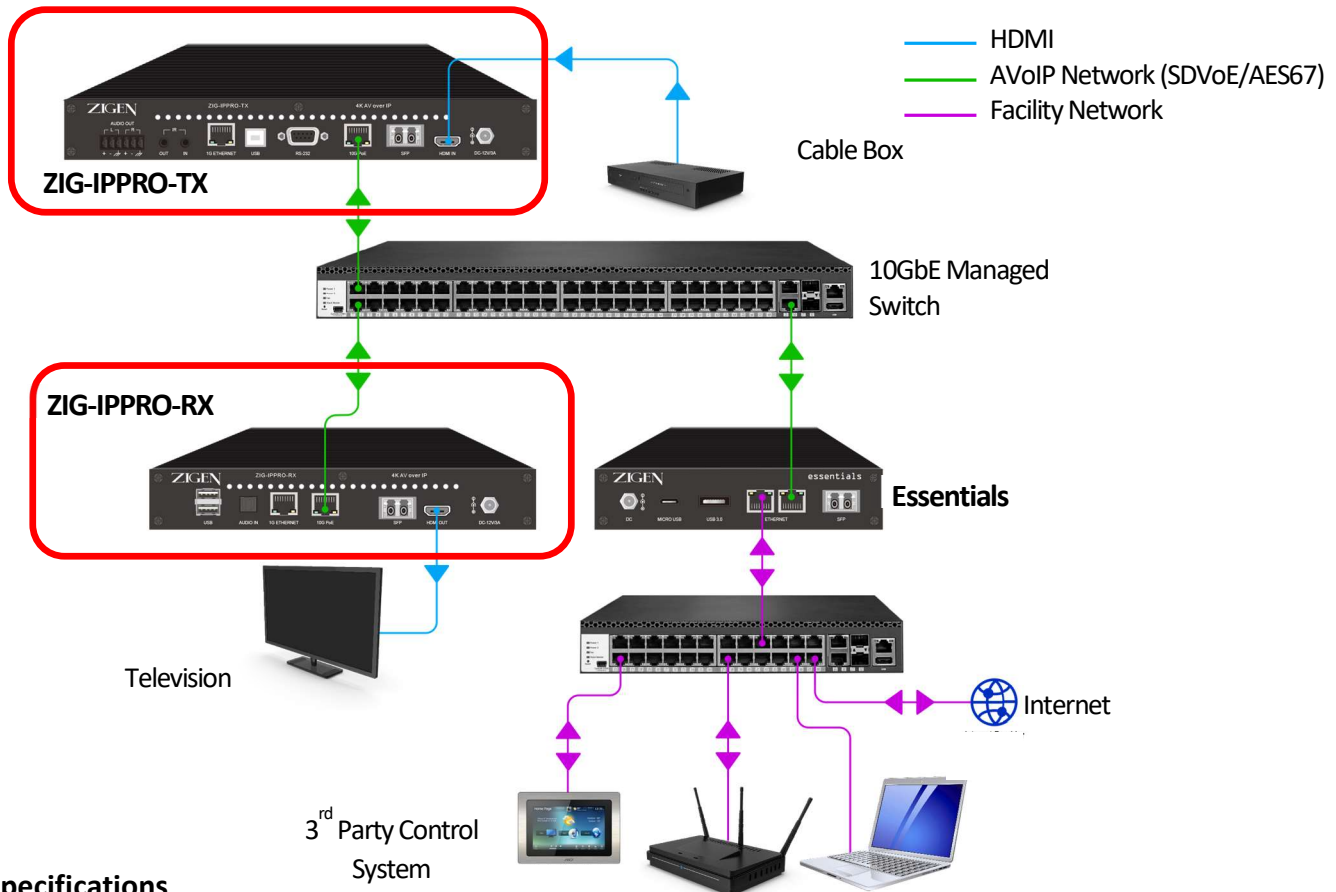 HDMI
AVoIP Network (SDVoE/AES67)
Facility Network
ZIGEN
ZIG-IPPRO-TX
4K AV over IP
AUDIO OUT
L R
IR
OUT IN 1G ETHERNET USB RS-232 10G PoE SFP HDMI IN DC-12V/3A
ZIG-IPPRO-TX
Cable Box
10GbE Managed
Switch
ZIG-IPPRO-RX
ZIGEN
ZIG-IPPRO-RX
4K AV over IP
USB AUDIO IN 1G ETHERNET 10G PoE SFP HDMI OUT DC-12V/3A
ZIGEN
essentials
DC MICRO USB USB 3.0 ETHERNET SFP
Essentials
Television
Internet
3rd Party Control
System
pecifications